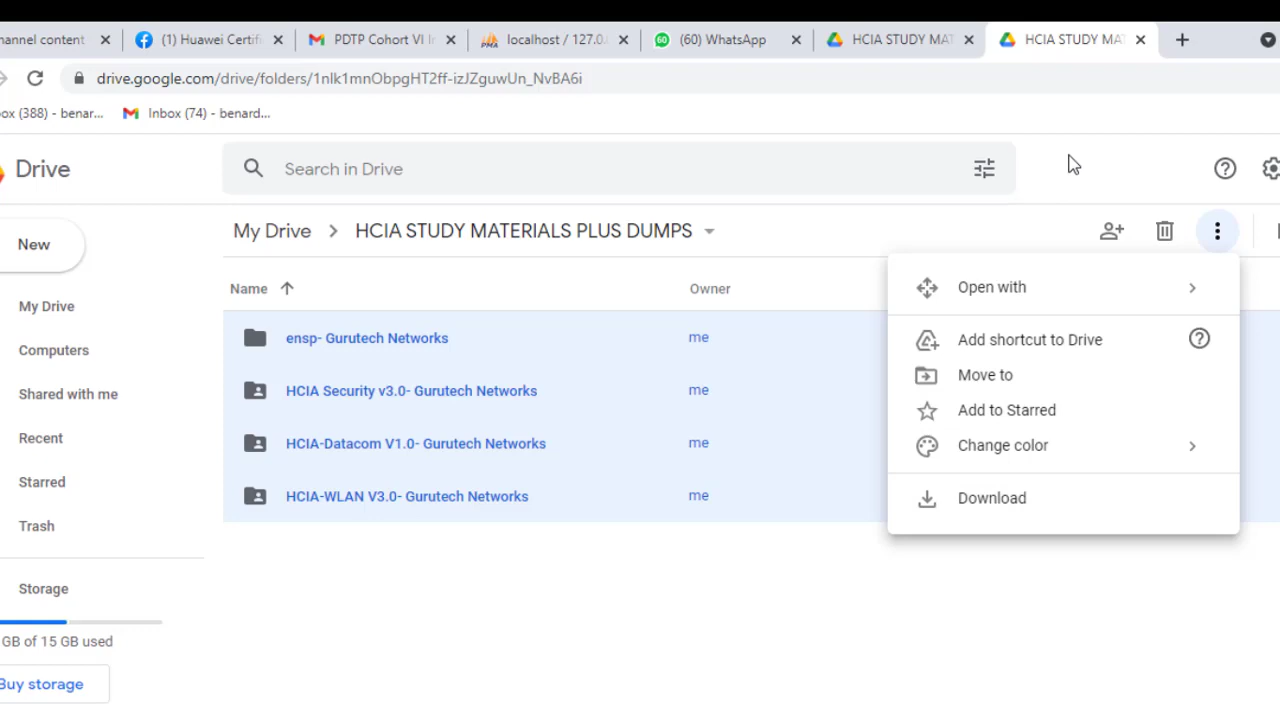 hannel content
(1) Huawei Certifi
PDTP Cohort VI In
localhost / 127.0.
60 (60) WhatsApp
HCIA STUDY MAT
HCIA STUDY MAT
drive.google.com/drive/folders/1nlk1mnObpgHT2ff-izJZguwUn_NvBA6i
ox (388) - benar...
Inbox (74) - benard...
Drive
Search in Drive
New
My Drive > HCIA STUDY MATERIALS PLUS DUMPS
Name
Owner
My Drive
Computers
Shared with me
Recent
Starred
Trash
Storage
GB of 15 GB used
Buy storage
ensp- Gurutech Networks me
HCIA Security v3.0- Gurutech Networks me
HCIA-Datacom V1.0- Gurutech Networks me
HCIA-WLAN V3.0- Gurutech Networks me
Open with
Add shortcut to Drive
Move to
Add to Starred
Change color
Download